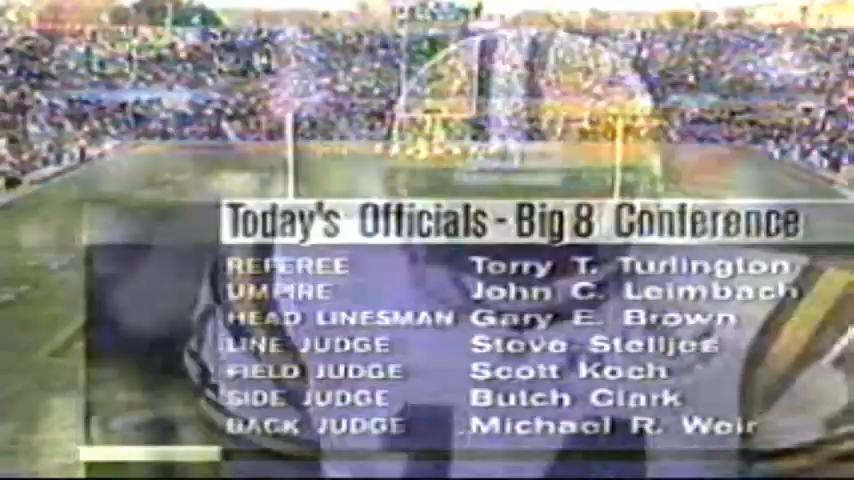 Today's Officials - Big 8 Conference
REFEREE Terry T. Turlington
UMPIRE John C. Leimbach
HEAD LINESMAN Gary E. Brown
LINE JUDGE Steve Stelljes
FIELD JUDGE Scott Koch
SIDE JUDGE Butch Clark
BACK JUDGE Michael R. Weir